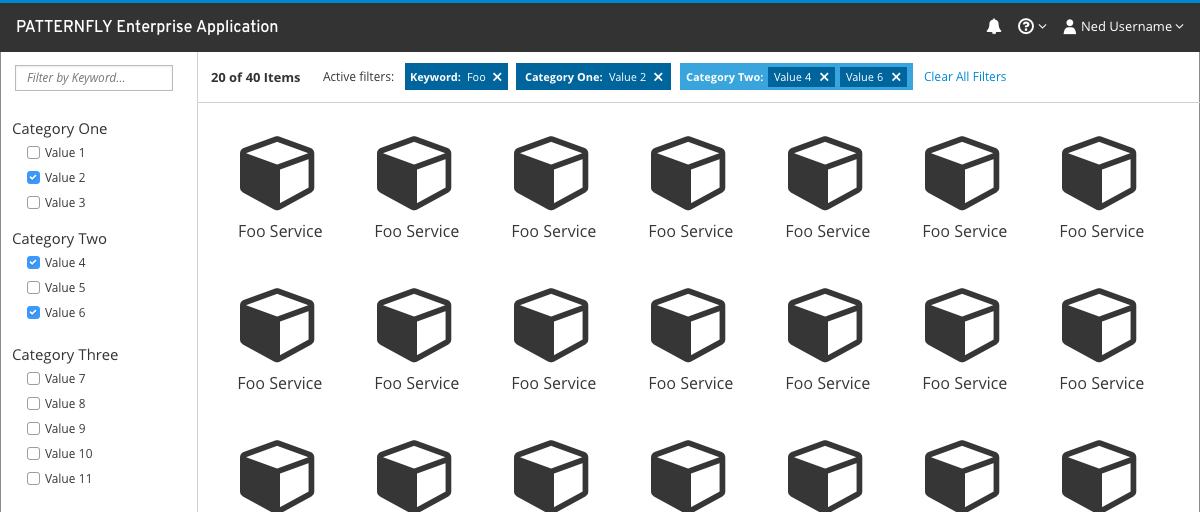 PATTERNFLY Enterprise Application
Ned Username
Filter by Keyword...
Category One
Value 1
Value 2
Value 3
Category Two
Value 4
Value 5
Value 6
Category Three
Value 7
Value 8
Value 9
Value 10
Value 11
20 of 40 Items Active filters: Keyword: Foo Category One: Value 2 Category Two: Value 4 Value 6 Clear All Filters
Foo Service Foo Service Foo Service Foo Service Foo Service Foo Service Foo Service
Foo Service Foo Service Foo Service Foo Service Foo Service Foo Service Foo Service